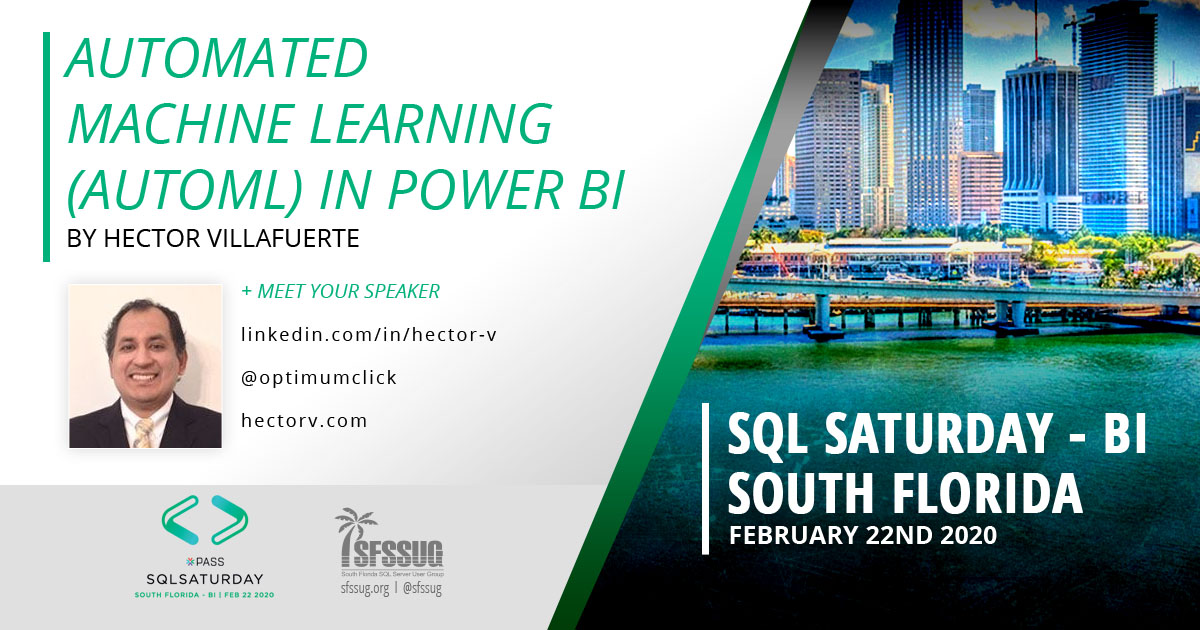 AUTOMATED
MACHINE LEARNING
(AUTOML) IN POWER BI
BY HECTOR VILLAFUERTE
+ MEET YOUR SPEAKER
linkedin.com/in/hector-v
@optimumclick
hectorv.com
PASS
SQLSATURDAY
SOUTH FLORIDA - BI | FEB 22 2020
SFSSUG
South Florida SQL Server User Group
sfssug.org | @sfssug
SQL SATURDAY - BI
SOUTH FLORIDA
FEBRUARY 22ND 2020